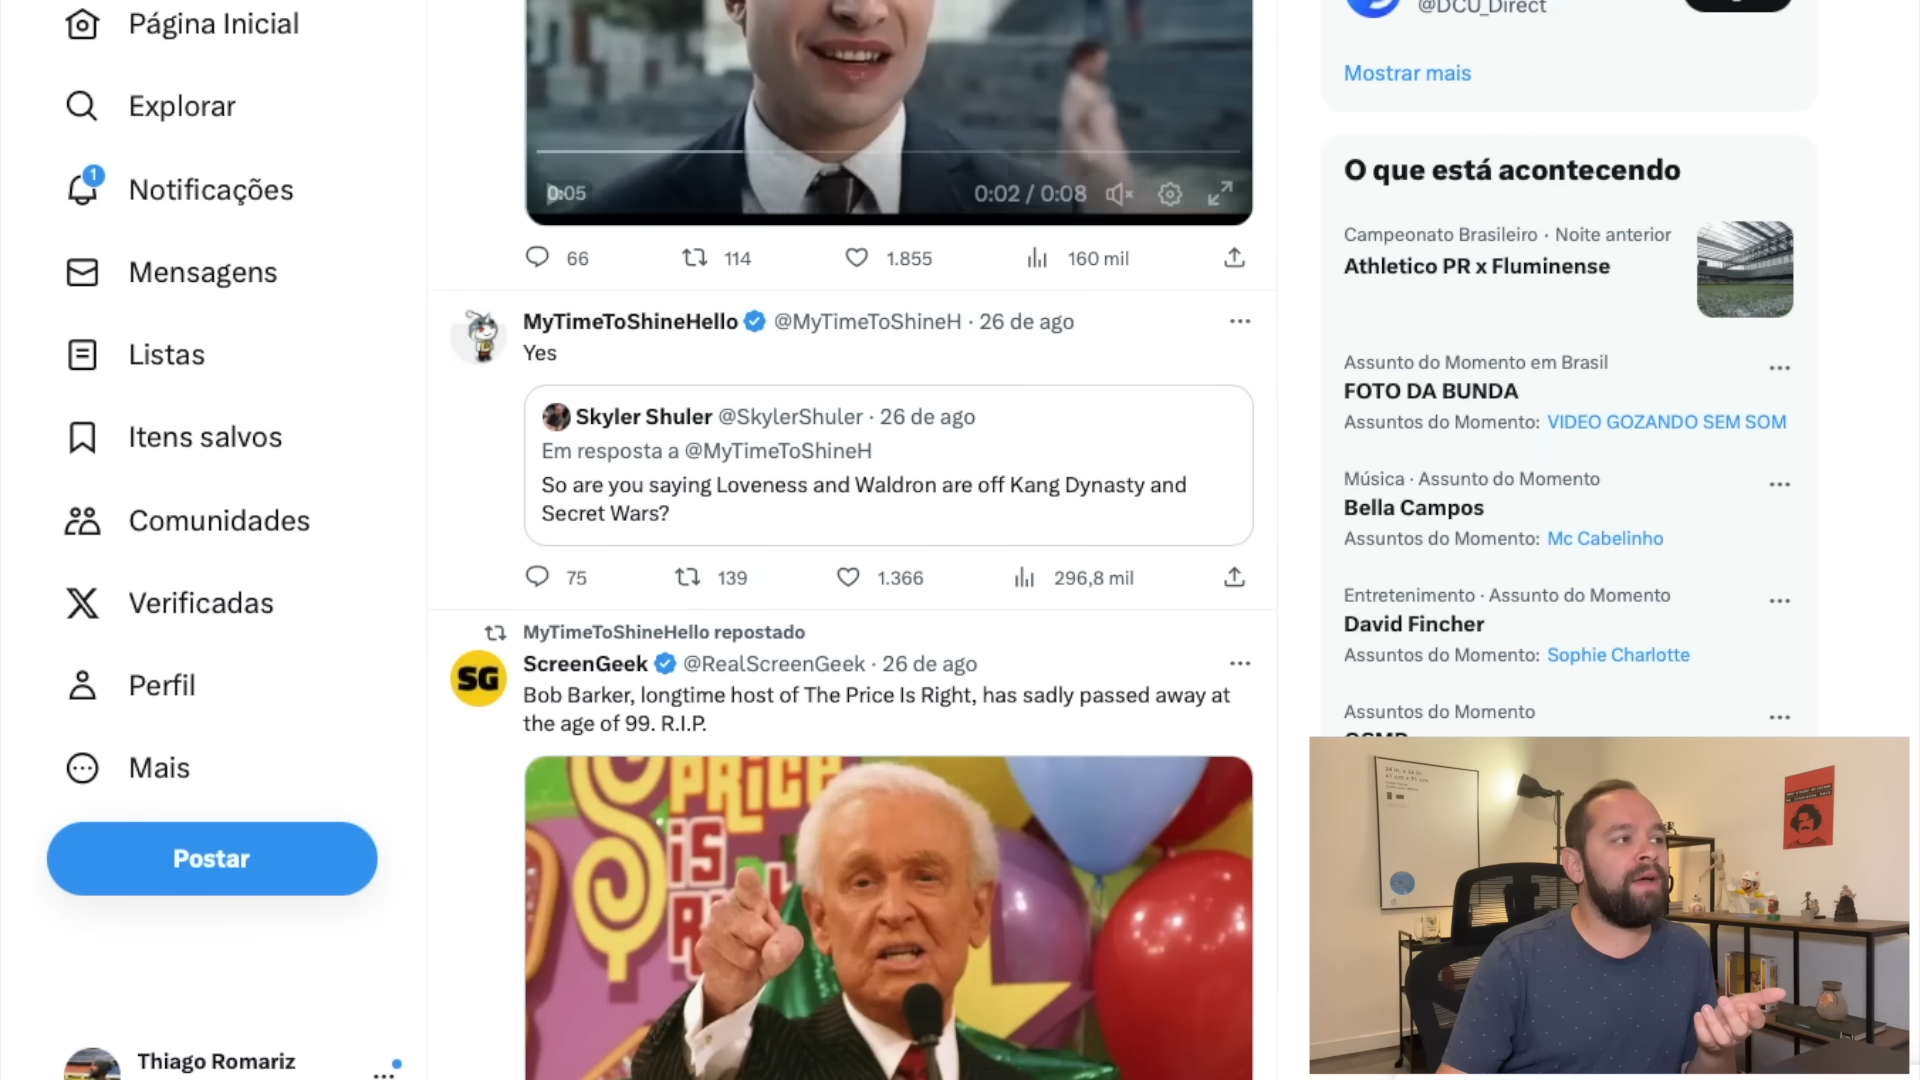 Página Inicial
Explorar
1
Notificações
Mensagens
Listas
Itens salvos
Comunidades
Verificadas
Perfil
Mais
Postar
Thiago Romariz
0:05
0:02 / 0:08
66
114
1.855
160 mil
MyTimeToShineHello @MyTimeToShineH · 26 de ago
Yes
Skyler Shuler @SkylerShuler · 26 de ago
Em resposta a @MyTimeToShineH
So are you saying Loveness and Waldron are off Kang Dynasty and
Secret Wars?
75
139
1.366
296,8 mil
MyTimeToShineHello repostado
SG
ScreenGeek @RealScreenGeek · 26 de ago
Bob Barker, longtime host of The Price Is Right, has sadly passed away at
the age of 99. R.I.P.
PRICE
is
@DCU_Direct
Mostrar mais
O que está acontecendo
Campeonato Brasileiro · Noite anterior
Athletico PR x Fluminense
Assunto do Momento em Brasil
FOTO DA BUNDA
Assuntos do Momento: VIDEO GOZANDO SEM SOM
Música · Assunto do Momento
Bella Campos
Assuntos do Momento: Mc Cabelinho
Entretenimento · Assunto do Momento
David Fincher
Assuntos do Momento: Sophie Charlotte
Assuntos do Momento